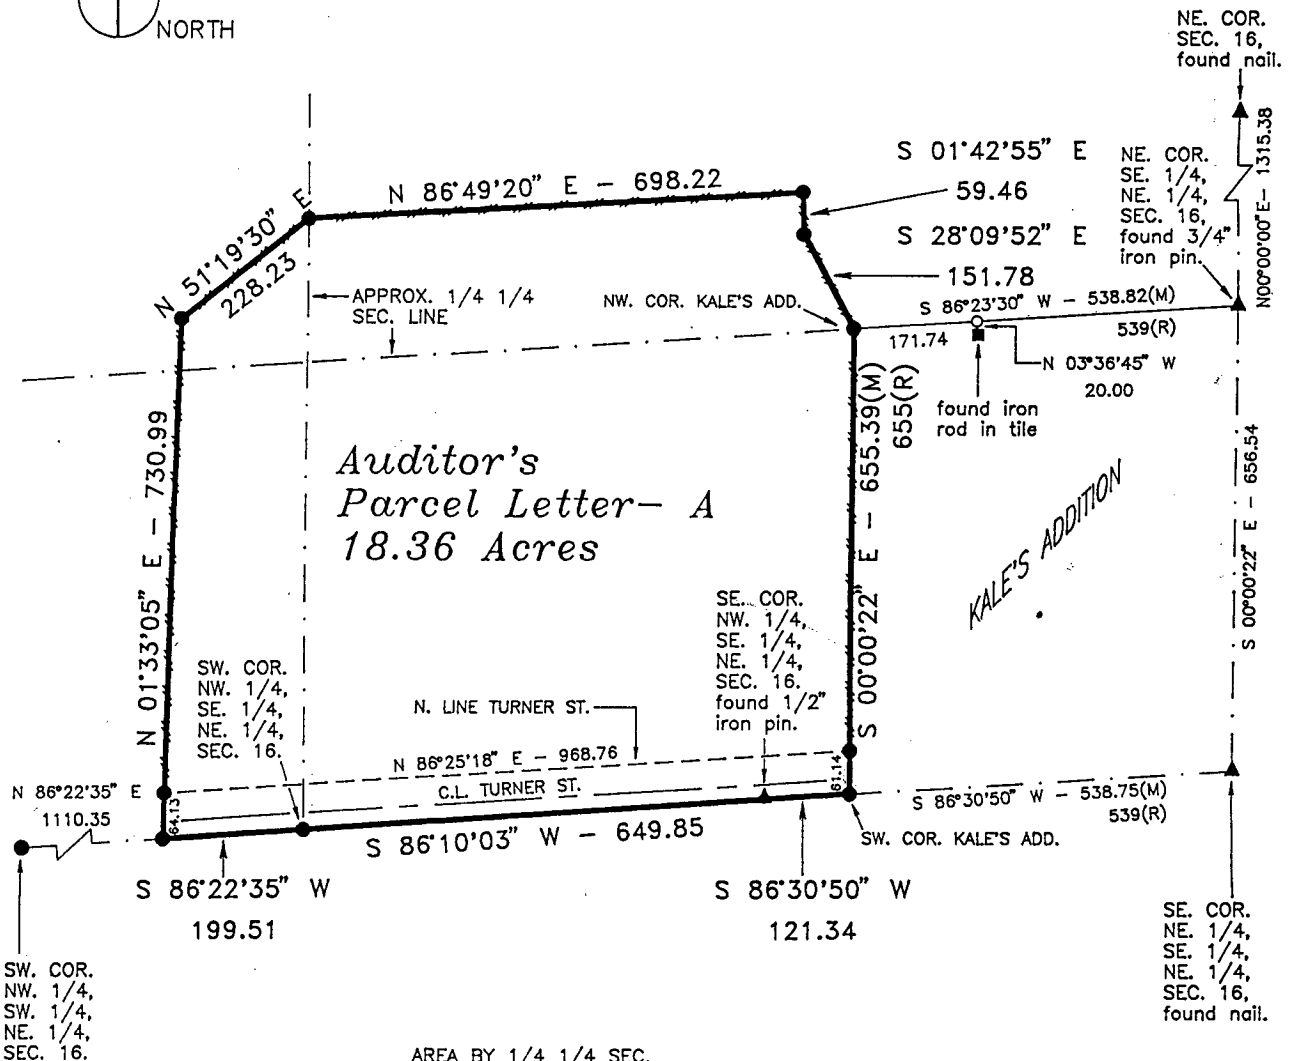 NORTH
NE. COR.
SEC. 16,
found nail.
N00°00'00"E- 1315.38
S 01°42'55" E
59.46
N 86°49'20" E - 698.22
NE. COR.
SE. 1/4,
NE. 1/4,
SEC. 16,
found 3/4"
iron pin.
S 28°09'52" E
151.78
N 51°19'30" E
228.23
APPROX. 1/4 1/4
SEC. LINE
NW. COR. KALE'S ADD.
S 86°23'30" W - 538.82(M)
539(R)
171.74
N 03°36'45" W
20.00
found iron
rod in tile
N 01°33'05" E - 730.99
S 00°00'22" E - 655.39(M)
655(R)
S 00°00'22" E - 656.54
Auditor's
Parcel Letter- A
18.36 Acres
KALE'S ADDITION
SE. COR.
NW. 1/4,
SE. 1/4,
NE. 1/4,
SEC. 16.
found 1/2"
iron pin.
SW. COR.
NW. 1/4,
SE. 1/4,
NE. 1/4,
SEC. 16.
N. LINE TURNER ST.
N 86°25'18" E - 968.76
C.L. TURNER ST.
61.14
64.13
N 86°22'35" E
1110.35
S 86°30'50" W - 538.75(M)
539(R)
S 86°10'03" W - 649.85
SW. COR. KALE'S ADD.
S 86°22'35" W
199.51
S 86°30'50" W
121.34
SE. COR.
NE. 1/4,
SE. 1/4,
NE. 1/4,
SEC. 16,
found nail.
SW. COR.
NW. 1/4,
SW. 1/4,
NE. 1/4,
SEC. 16.
AREA BY 1/4 1/4 SEC.